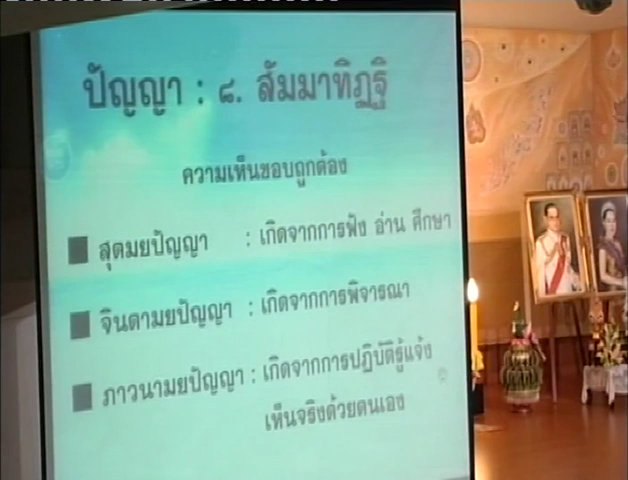 ปัญญา : ๘. สัมมาทิฏฐิ
ความเห็นชอบถูกต้อง
สุตมยปัญญา : เกิดจากการฟัง อ่าน ศึกษา
จินตามยปัญญา : เกิดจากการพิจารณา
ภาวนามยปัญญา : เกิดจากการปฏิบัติรู้แจ้ง
เห็นจริงด้วยตนเอง